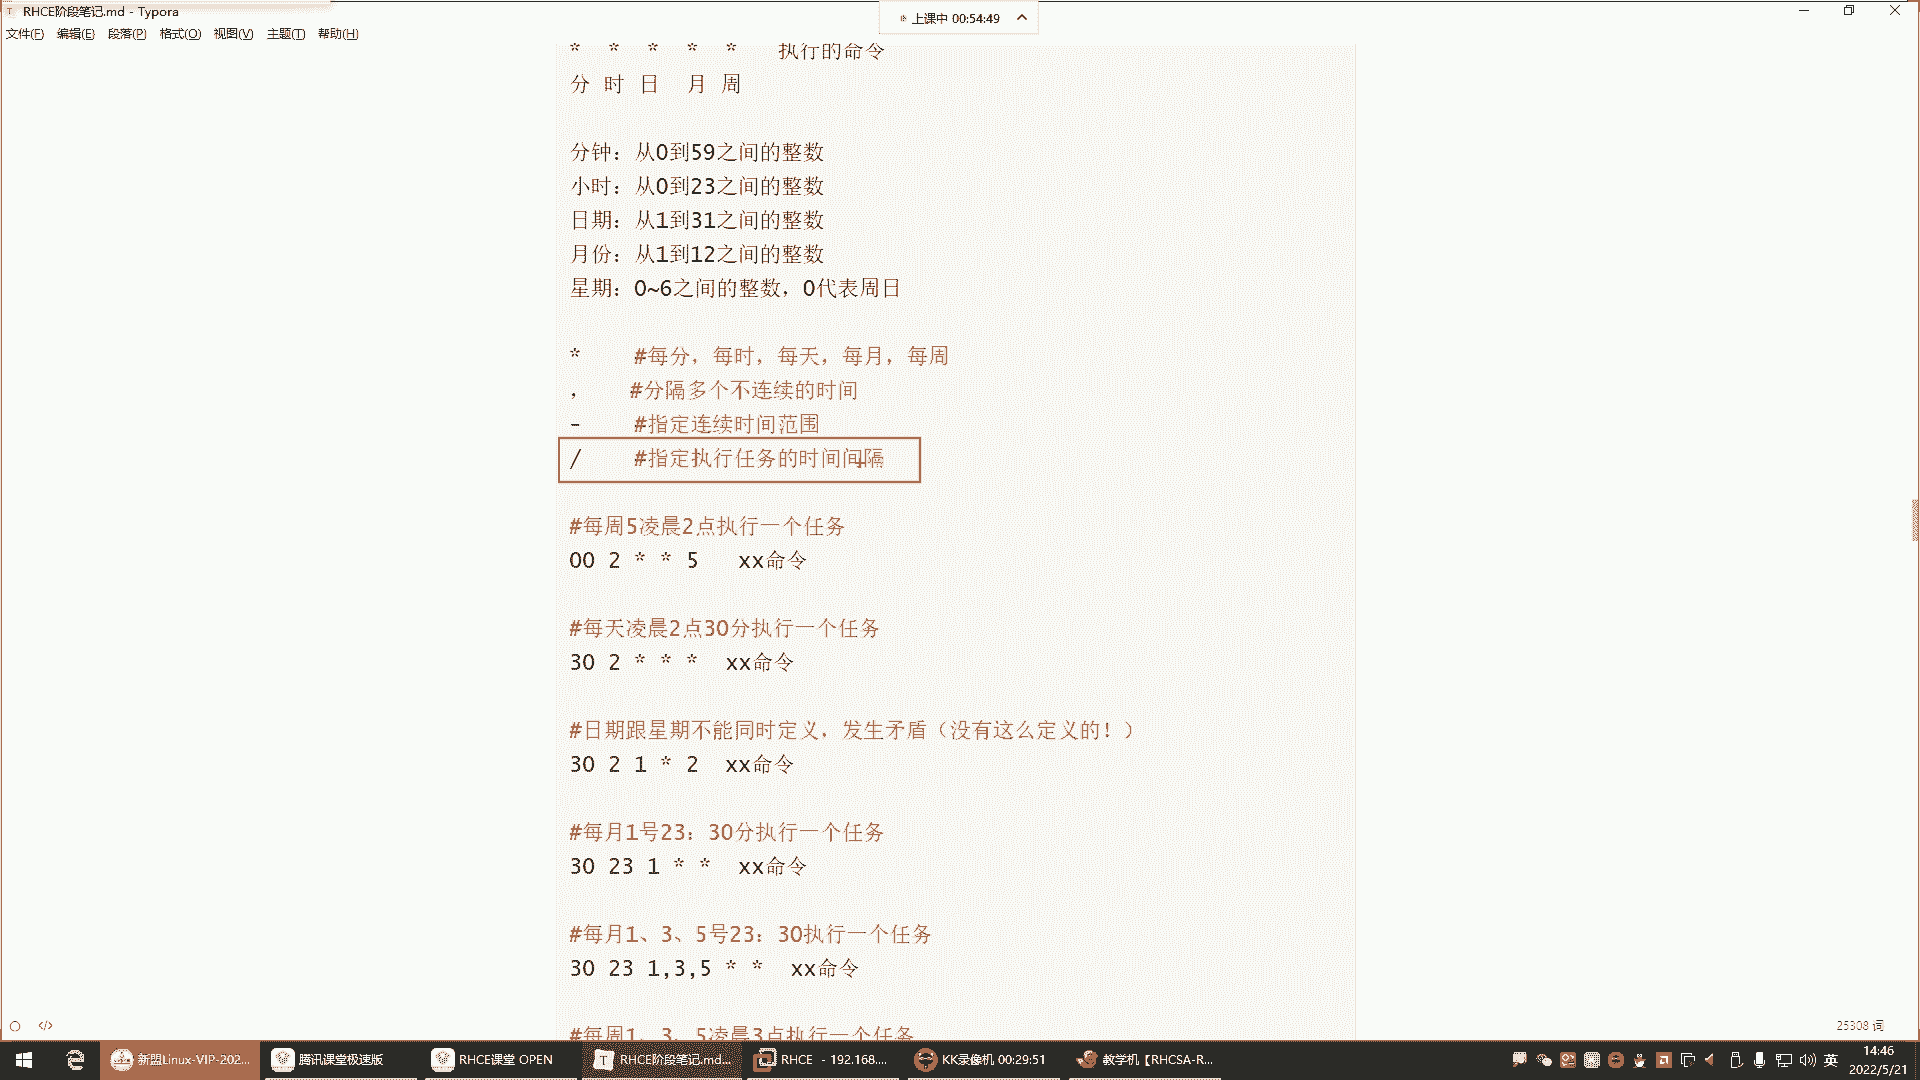 RHCE阶段笔记.md - Typora
上课中 00:54:49
文件(F) 编辑(E) 段落(P) 格式(O) 视图(V) 主题(T) 帮助(H)
* * * * * 执行的命令
分 时 日 月 周
分钟：从0到59之间的整数
小时：从0到23之间的整数
日期：从1到31之间的整数
月份：从1到12之间的整数
星期：0~6之间的整数，0代表周日
* #每分，每时，每天，每月，每周
， #分隔多个不连续的时间
- #指定连续时间范围
/ #指定执行任务的时间间隔
#每周5凌晨2点执行一个任务
00 2 * * 5 xx命令
#每天凌晨2点30分执行一个任务
30 2 * * * xx命令
#日期跟星期不能同时定义，发生矛盾（没有这么定义的！）
30 2 1 * 2 xx命令
#每月1号23：30分执行一个任务
30 23 1 * * xx命令
#每月1、3、5号23：30执行一个任务
30 23 1,3,5 * * xx命令
#每周1、3、5凌晨3点执行一个任务
25308 词
新盟Linux-VIP-202... 腾讯课堂极速版 RHCE课堂 OPEN RHCE阶段笔记.md... RHCE - 192.168.... KK录像机 00:29:51 教学机【RHCSA-R... 英 14:46
2022/5/21